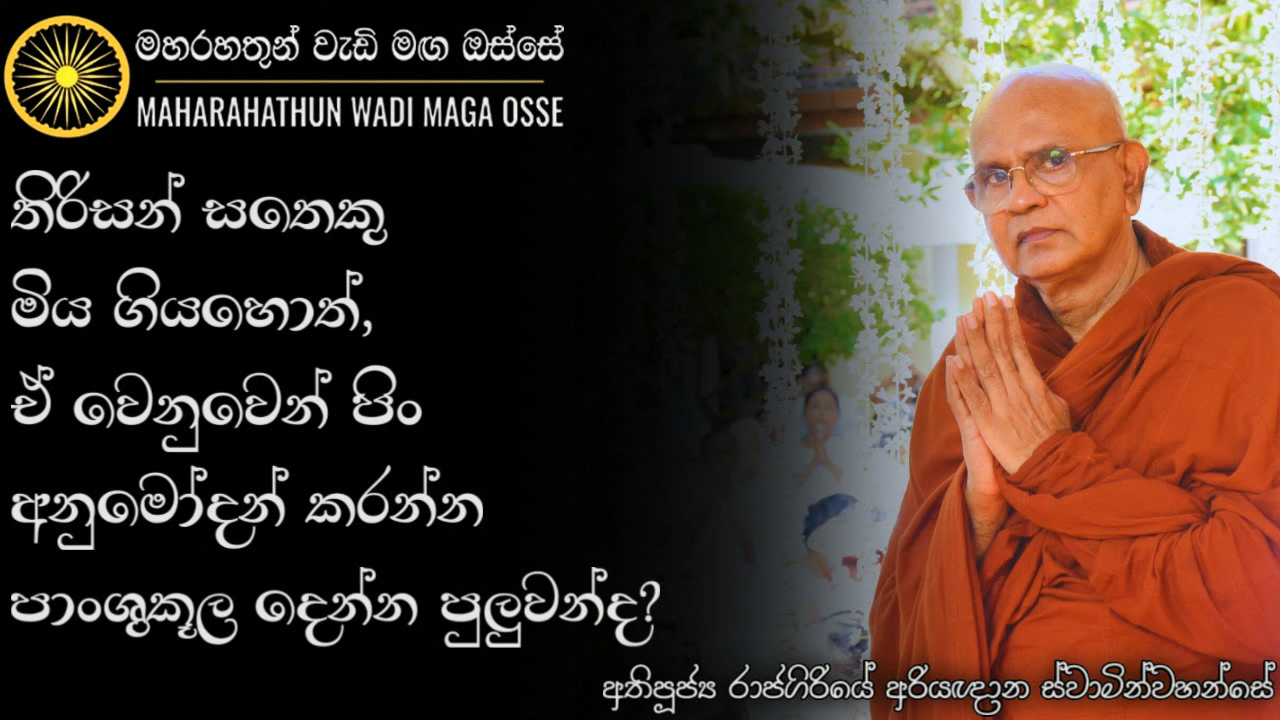 මහරහතුන් වැඩි මඟ ඔස්සේ
MAHARAHATHUN WADI MAGA OSSE
තිරිසන් සතෙකු
මිය ගියහොත්,
ඒ වෙනුවෙන් පිං
අනුමෝදන් කරන්න
පාංශුකූල දෙන්න පුලුවන්ද?
අතිපූජ්‍ය රාජගිරියේ අරියඥාන ස්වාමින්වහන්සේ